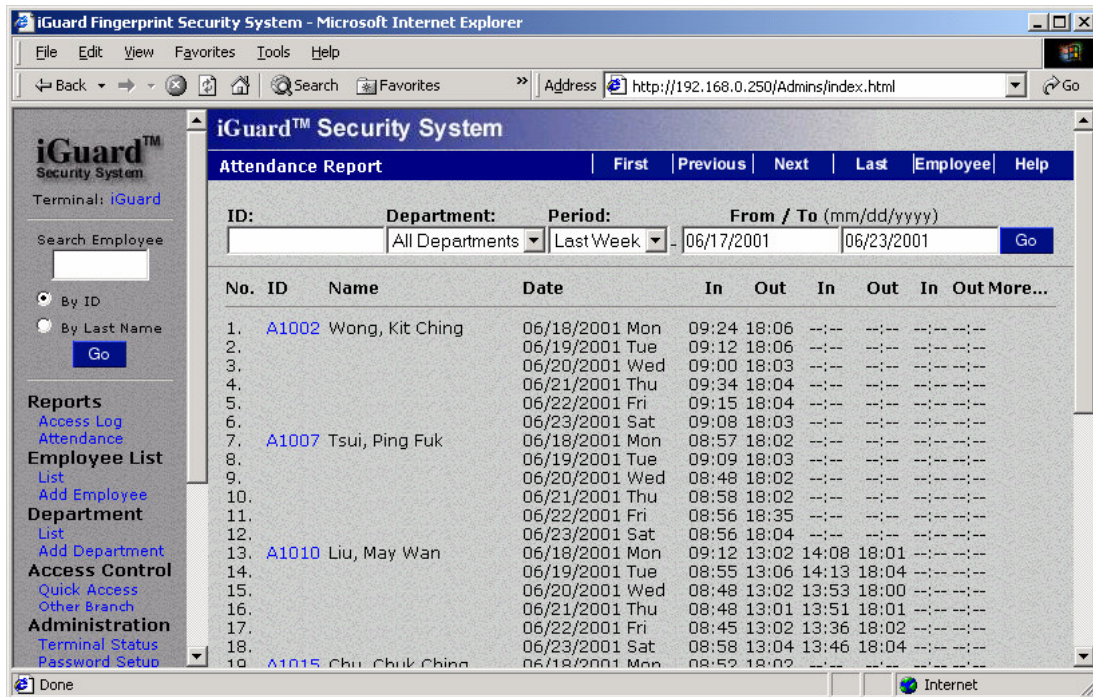 iGuard Fingerprint Security System - Microsoft Internet Explorer
File Edit View Favorites Tools Help
Back Search Favorites » Address http://192.168.0.250/Admins/index.html Go
iGuard™
Security System
Terminal: iGuard
Search Employee
By ID
By Last Name
Go
Reports
Access Log
Attendance
Employee List
List
Add Employee
Department
List
Add Department
Access Control
Quick Access
Other Branch
Administration
Terminal Status
Password Setup
iGuard™ Security System
Attendance Report First Previous Next Last Employee Help
ID: Department: Period: From / To (mm/dd/yyyy)
All Departments Last Week - 06/17/2001 06/23/2001 Go
No. ID Name Date In Out In Out In Out More...
1. A1002 Wong, Kit Ching 06/18/2001 Mon 09:24 18:06 --:-- --:-- --:-- --:--
2. 06/19/2001 Tue 09:12 18:06 --:-- --:-- --:-- --:--
3. 06/20/2001 Wed 09:00 18:03 --:-- --:-- --:-- --:--
4. 06/21/2001 Thu 09:34 18:04 --:-- --:-- --:-- --:--
5. 06/22/2001 Fri 09:15 18:04 --:-- --:-- --:-- --:--
6. 06/23/2001 Sat 09:08 18:03 --:-- --:-- --:-- --:--
7. A1007 Tsui, Ping Fuk 06/18/2001 Mon 08:57 18:02 --:-- --:-- --:-- --:--
8. 06/19/2001 Tue 09:09 18:03 --:-- --:-- --:-- --:--
9. 06/20/2001 Wed 08:48 18:02 --:-- --:-- --:-- --:--
10. 06/21/2001 Thu 08:58 18:02 --:-- --:-- --:-- --:--
11. 06/22/2001 Fri 08:56 18:35 --:-- --:-- --:-- --:--
12. 06/23/2001 Sat 08:56 18:04 --:-- --:-- --:-- --:--
13. A1010 Liu, May Wan 06/18/2001 Mon 09:12 13:02 14:08 18:01 --:-- --:--
14. 06/19/2001 Tue 08:55 13:06 14:13 18:04 --:-- --:--
15. 06/20/2001 Wed 08:48 13:02 13:53 18:00 --:-- --:--
16. 06/21/2001 Thu 08:48 13:01 13:51 18:01 --:-- --:--
17. 06/22/2001 Fri 08:45 13:02 13:36 18:02 --:-- --:--
18. 06/23/2001 Sat 08:58 13:04 13:46 18:04 --:-- --:--
19. A1015 Chu, Chuk Ching 06/18/2001 Mon 08:52 18:02 --:-- --:-- --:-- --:--
Done Internet